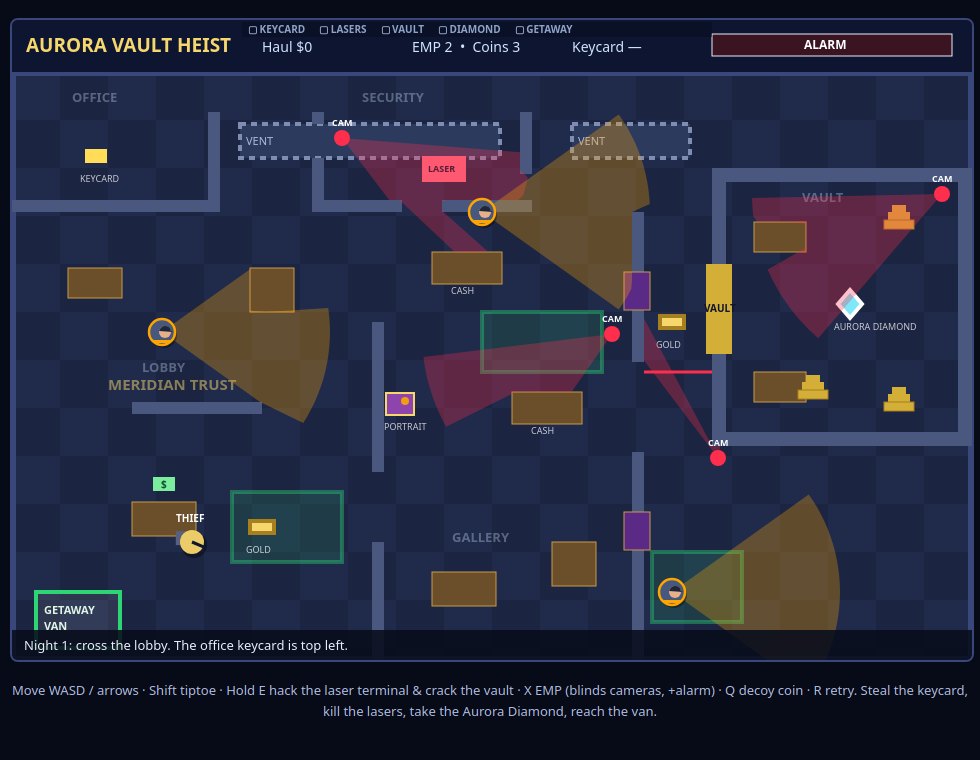 KEYCARD LASERS VAULT DIAMOND GETAWAY
AURORA VAULT HEIST
Haul $0
EMP 2 • Coins 3
Keycard —
ALARM
OFFICE
SECURITY
CAM
VENT
VENT
LASER
KEYCARD
CAM
VAULT
CASH
VAULT
CAM
AURORA DIAMOND
GOLD
LOBBY
MERIDIAN TRUST
PORTRAIT
CASH
CAM
$
THIEF
GOLD
GALLERY
GETAWAY
VAN
Night 1: cross the lobby. The office keycard is top left.
Move WASD / arrows · Shift tiptoe · Hold E hack the laser terminal & crack the vault · X EMP (blinds cameras, +alarm) · Q decoy coin · R retry. Steal the keycard,
kill the lasers, take the Aurora Diamond, reach the van.